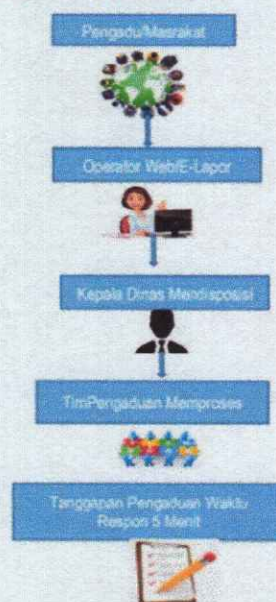 Pengadu/Masrakat
Operator Web/E-Lapor
Kepala Dinas Mendisposisi
TimPengaduan Memproses
Tanggapan Pengaduan Waktu
Respon 5 Menit